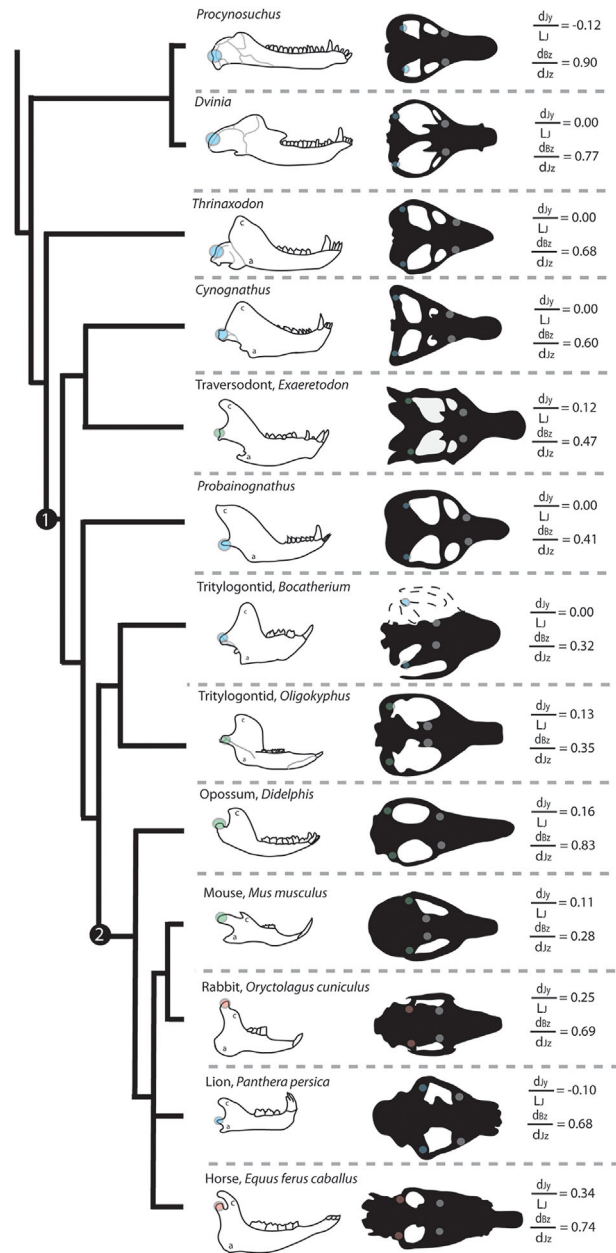 Procynosuchus
dJy
LJ
= -0.12
dBz
dJz
= 0.90
Dvinia
dJy
LJ
= 0.00
dBz
dJz
= 0.77
Thrinaxodon
c
a
dJy
LJ
= 0.00
dBz
dJz
= 0.68
Cynognathus
c
a
dJy
LJ
= 0.00
dBz
dJz
= 0.60
Traversodont, Exaeretodon
c
a
dJy
LJ
= 0.12
dBz
dJz
= 0.47
Probainognathus
c
a
dJy
LJ
= 0.00
dBz
dJz
= 0.41
1
Tritylogontid, Bocatherium
c
a
dJy
LJ
= 0.00
dBz
dJz
= 0.32
Tritylogontid, Oligokyphus
c
a
dJy
LJ
= 0.13
dBz
dJz
= 0.35
Opossum, Didelphis
c
dJy
LJ
= 0.16
dBz
dJz
= 0.83
2
Mouse, Mus musculus
c
a
dJy
LJ
= 0.11
dBz
dJz
= 0.28
Rabbit, Oryctolagus cuniculus
c
a
dJy
LJ
= 0.25
dBz
dJz
= 0.69
Lion, Panthera persica
c
a
dJy
LJ
= -0.10
dBz
dJz
= 0.68
Horse, Equus ferus caballus
c
a
dJy
LJ
= 0.34
dBz
dJz
= 0.74